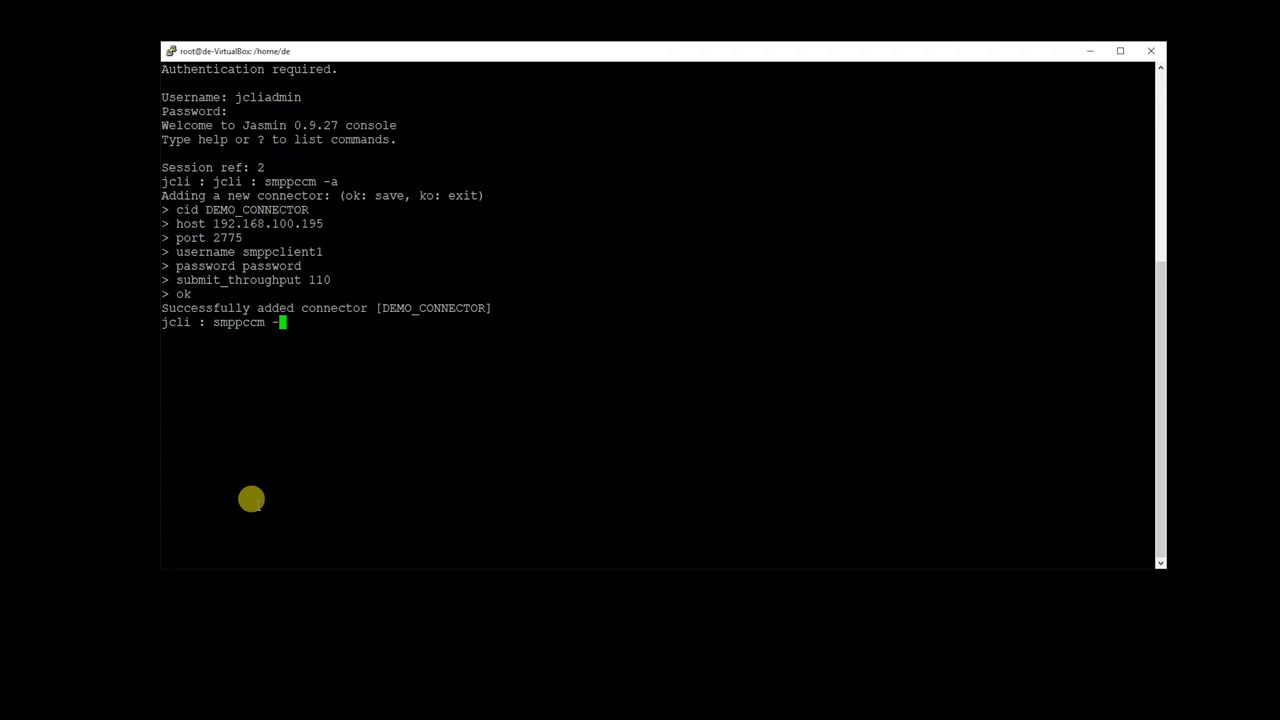 root@de-VirtualBox: /home/de
Authentication required.
Username: jcliadmin
Password:
Welcome to Jasmin 0.9.27 console
Type help or ? to list commands.
Session ref: 2
jcli : jcli : smppccm -a
Adding a new connector: (ok: save, ko: exit)
> cid DEMO_CONNECTOR
> host 192.168.100.195
> port 2775
> username smppclient1
> password password
> submit_throughput 110
> ok
Successfully added connector [DEMO_CONNECTOR]
jcli : smppccm -